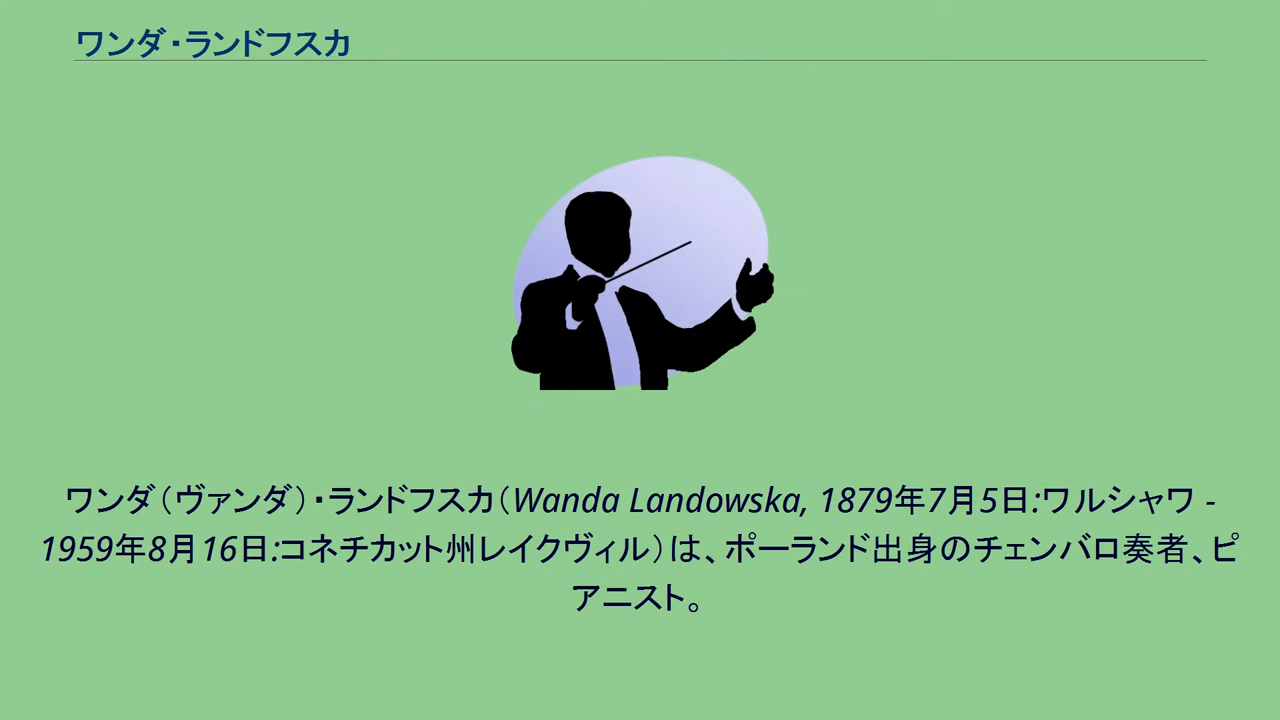 ワンダ・ランドフスカ
ワンダ（ヴァンダ）・ランドフスカ（Wanda Landowska, 1879年7月5日:ワルシャワ -
1959年8月16日:コネチカット州レイクヴィル）は、ポーランド出身のチェンバロ奏者、ピ
アニスト。